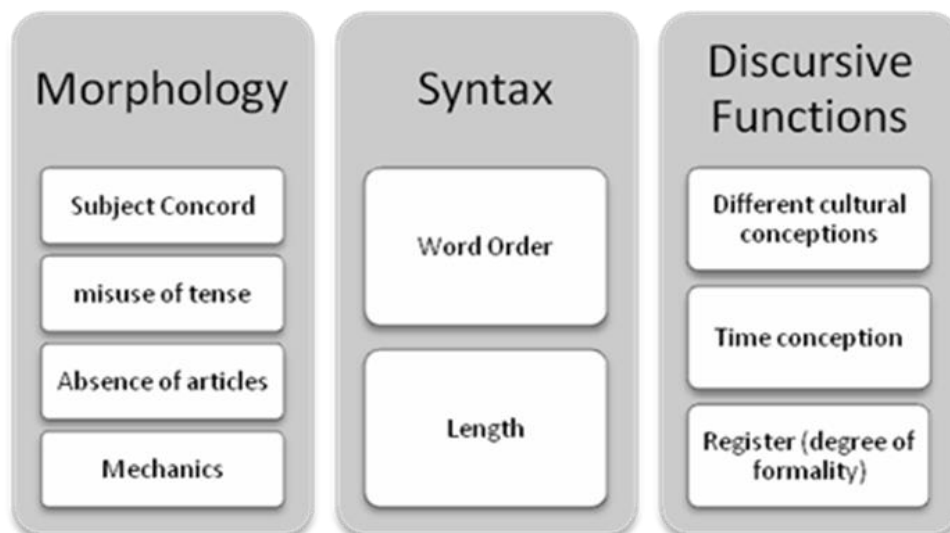 Morphology
Subject Concord
misuse of tense
Absence of articles
Mechanics
Syntax
Word Order
Length
Discursive
Functions
Different cultural
conceptions
Time conception
Register (degree of
formality)